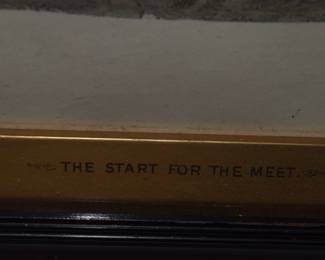 THE START FOR THE MEET.